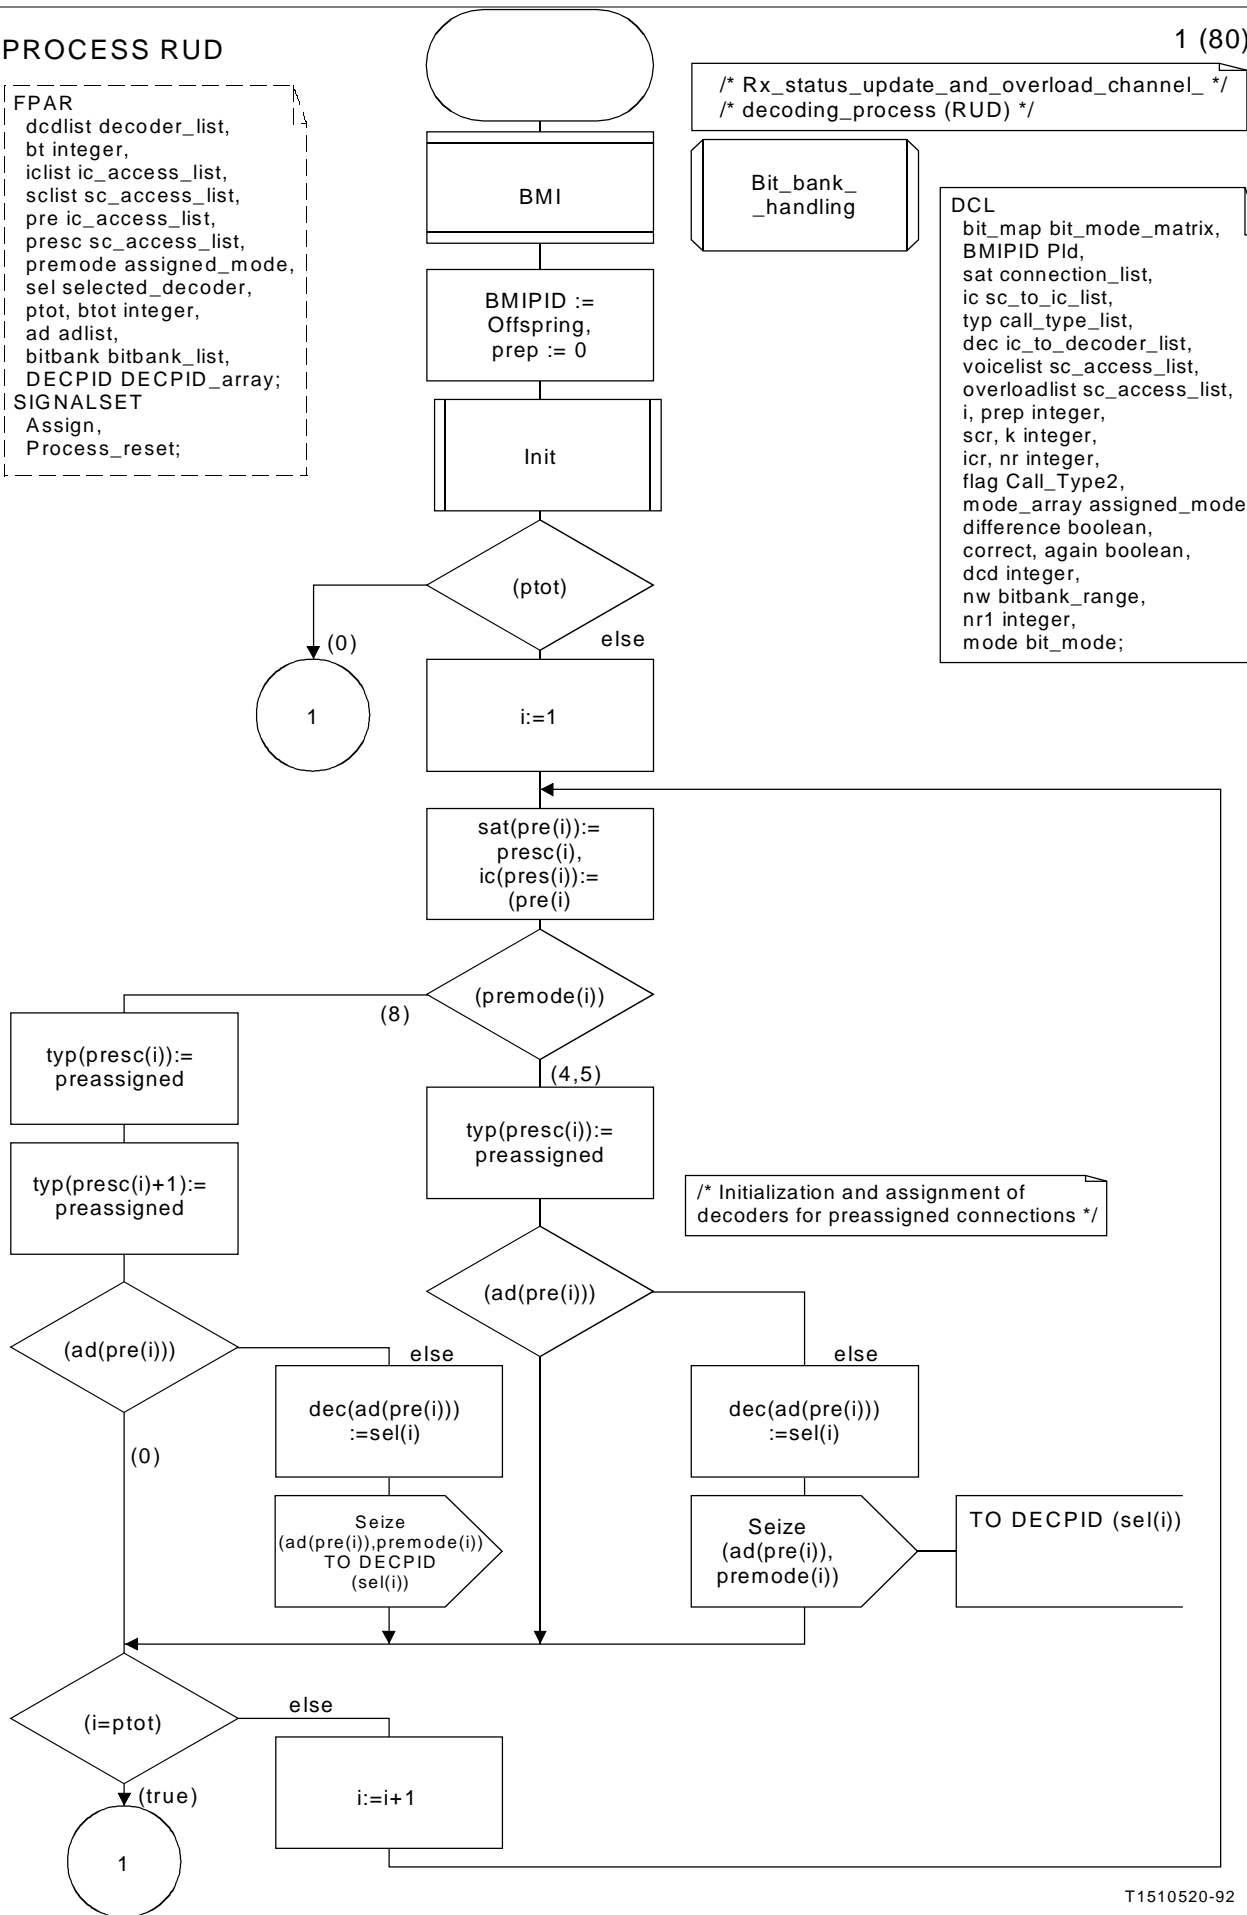 PROCESS RUD
1 (80)
FPAR
dcdlist decoder_list,
bt integer,
iclist ic_access_list,
sclist sc_access_list,
pre ic_access_list,
presc sc_access_list,
premode assigned_mode,
sel selected_decoder,
ptot, btot integer,
ad adlist,
bitbank bitbank_list,
DECPID DECPID_array;
SIGNALSET
Assign,
Process_reset;
/* Rx_status_update_and_overload_channel_ */
/* decoding_process (RUD) */
BMI
Bit_bank_
_handling
DCL
bit_map bit_mode_matrix,
BMIPID PId,
sat connection_list,
ic sc_to_ic_list,
typ call_type_list,
dec ic_to_decoder_list,
voicelist sc_access_list,
overloadlist sc_access_list,
i, prep integer,
scr, k integer,
icr, nr integer,
flag Call_Type2,
mode_array assigned_mode
difference boolean,
correct, again boolean,
dcd integer,
nw bitbank_range,
nr1 integer,
mode bit_mode;
BMIPID :=
Offspring,
prep := 0
Init
(ptot)
(0)
else
1
i:=1
sat(pre(i)):=
presc(i),
ic(pres(i)):=
(pre(i)
(premode(i))
(8)
(4,5)
typ(presc(i)):=
preassigned
typ(presc(i)+1):=
preassigned
typ(presc(i)):=
preassigned
/* Initialization and assignment of
decoders for preassigned connections */
(ad(pre(i)))
else
(0)
dec(ad(pre(i)))
:=sel(i)
Seize
(ad(pre(i)),premode(i))
TO DECPID
(sel(i))
(ad(pre(i)))
else
dec(ad(pre(i)))
:=sel(i)
Seize
(ad(pre(i)),
premode(i))
TO DECPID (sel(i))
(i=ptot)
else
(true)
i:=i+1
1
T1510520-92